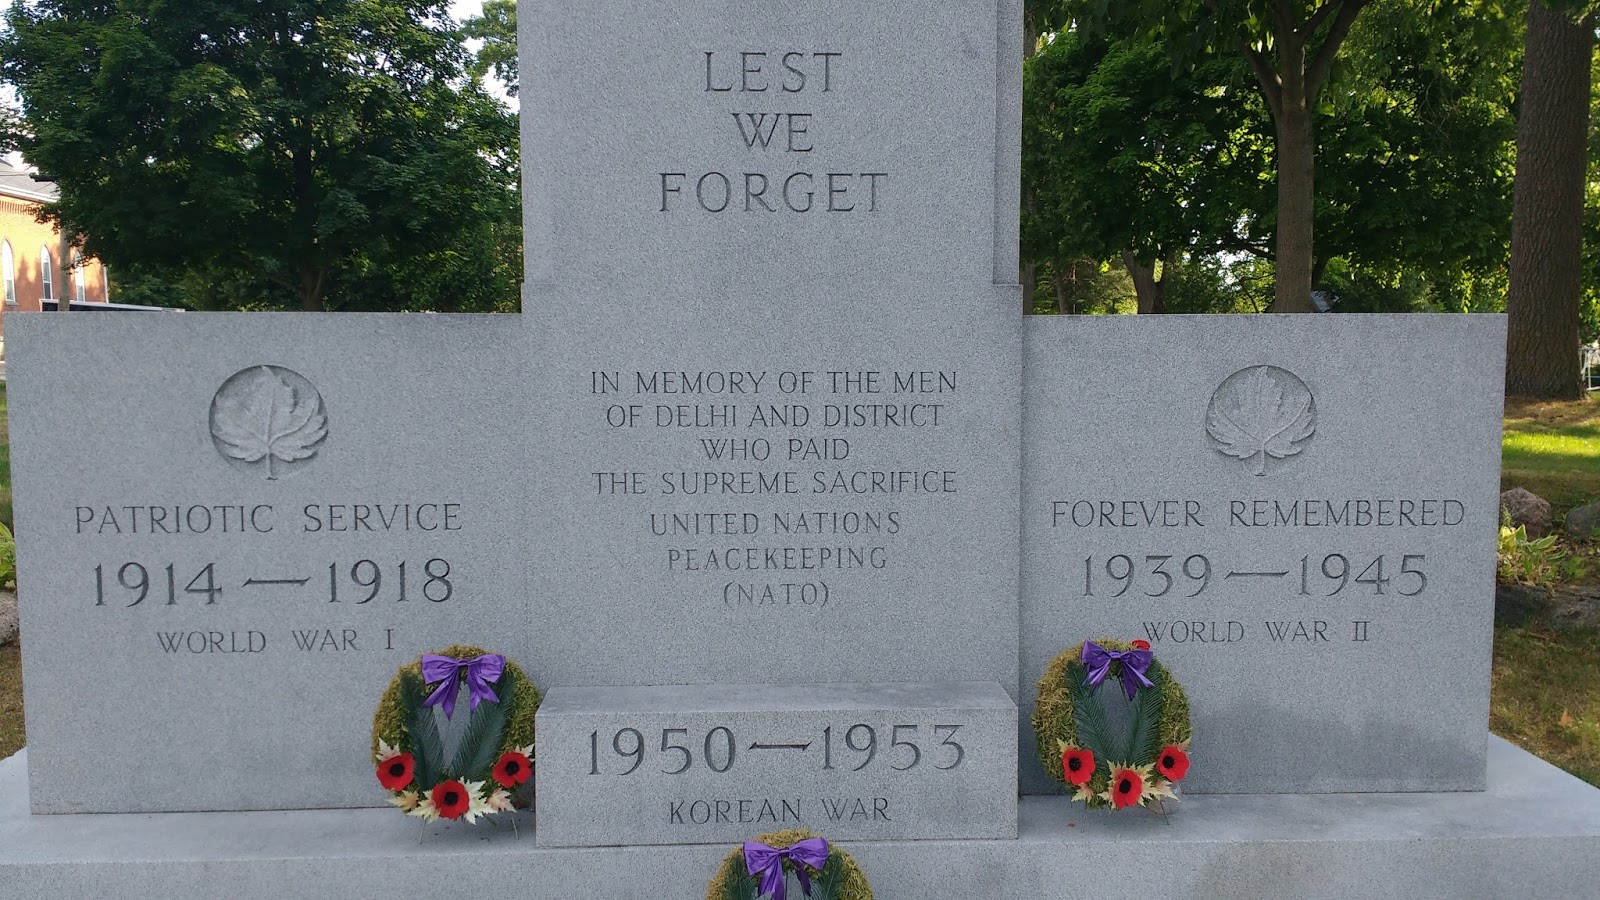 LEST
WE
FORGET
IN MEMORY OF THE MEN
OF DELHI AND DISTRICT
WHO PAID
THE SUPREME SACRIFICE
UNITED NATIONS
PEACEKEEPING
(NATO)
PATRIOTIC SERVICE
1914 — 1918
WORLD WAR I
FOREVER REMEMBERED
1939 — 1945
WORLD WAR II
1950 — 1953
KOREAN WAR